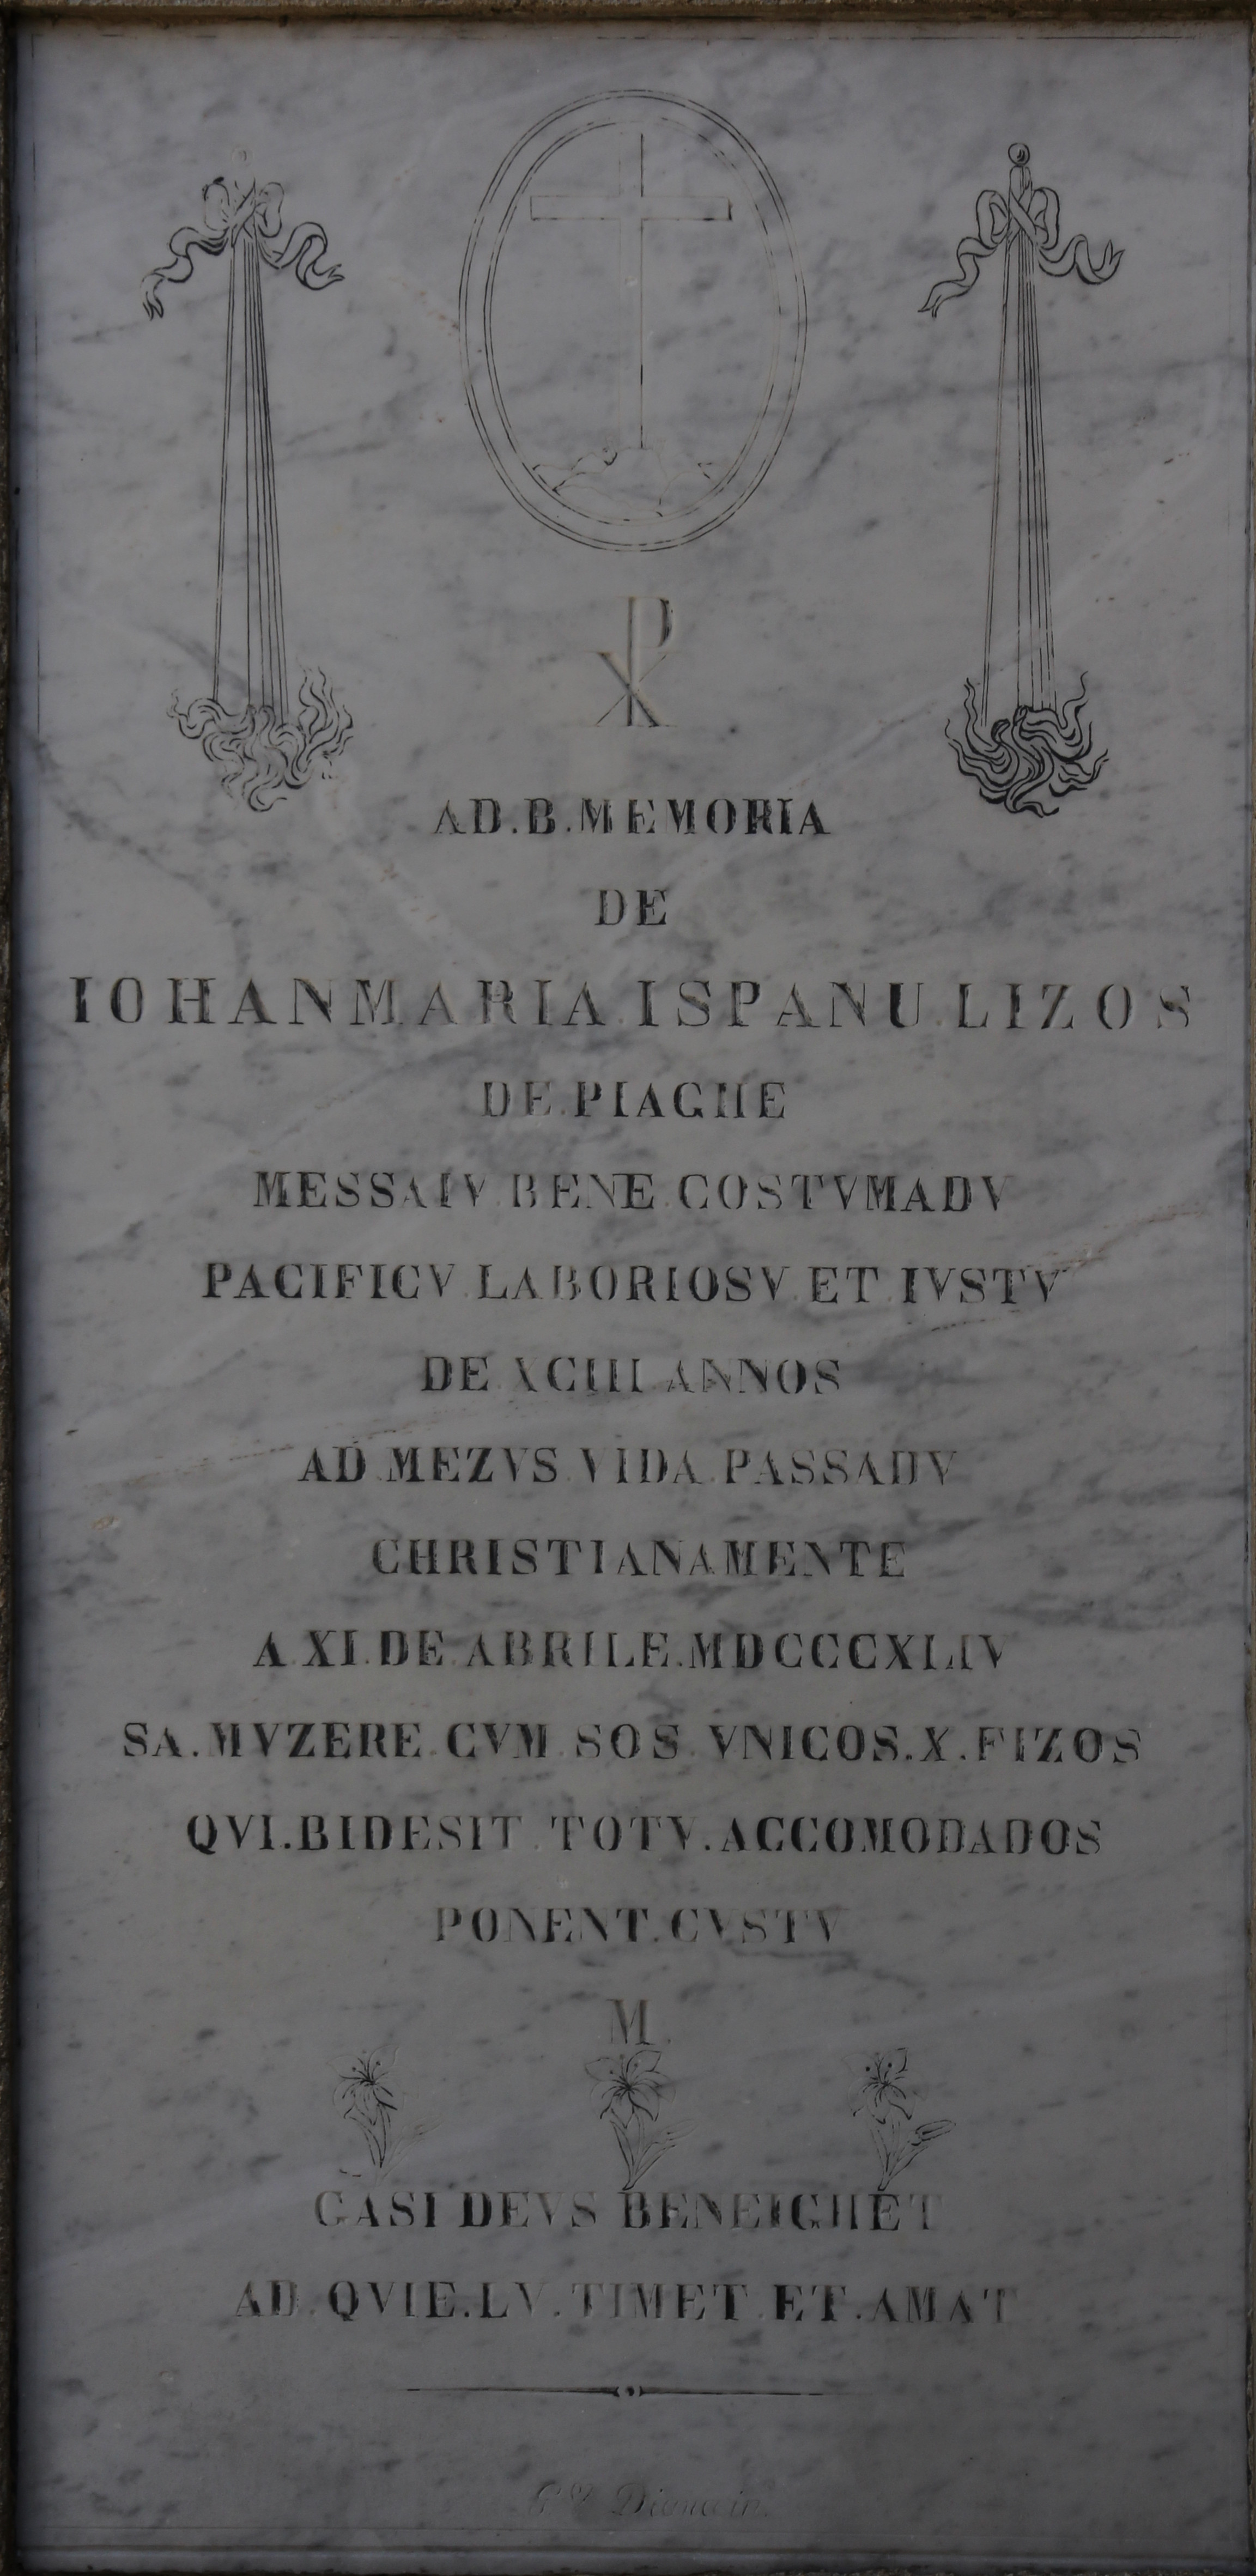 ☧
AD.B.MEMORIA
DE
IOHANMARIA.ISPANU.LIZOS
DE.PIAGHE
MESSAIV.BENE.COSTVMADV
PACIFICV.LABORIOSV.ET.IVSTV
DE.XCIII.ANNOS
AD.MEZVS.VIDA.PASSADV
CHRISTIANAMENTE
A.XI.DE.ABRILE.MDCCCXLIV
SA.MVZERE.CVM.SOS.VNICOS.X.FIZOS
QVI.BIDESIT.TOTV.ACCOMODADOS
PONENT.CVSTV
M.
GASI DEVS BENEIGHET
AD.QVIE.LV.TIMET.ET.AMAT